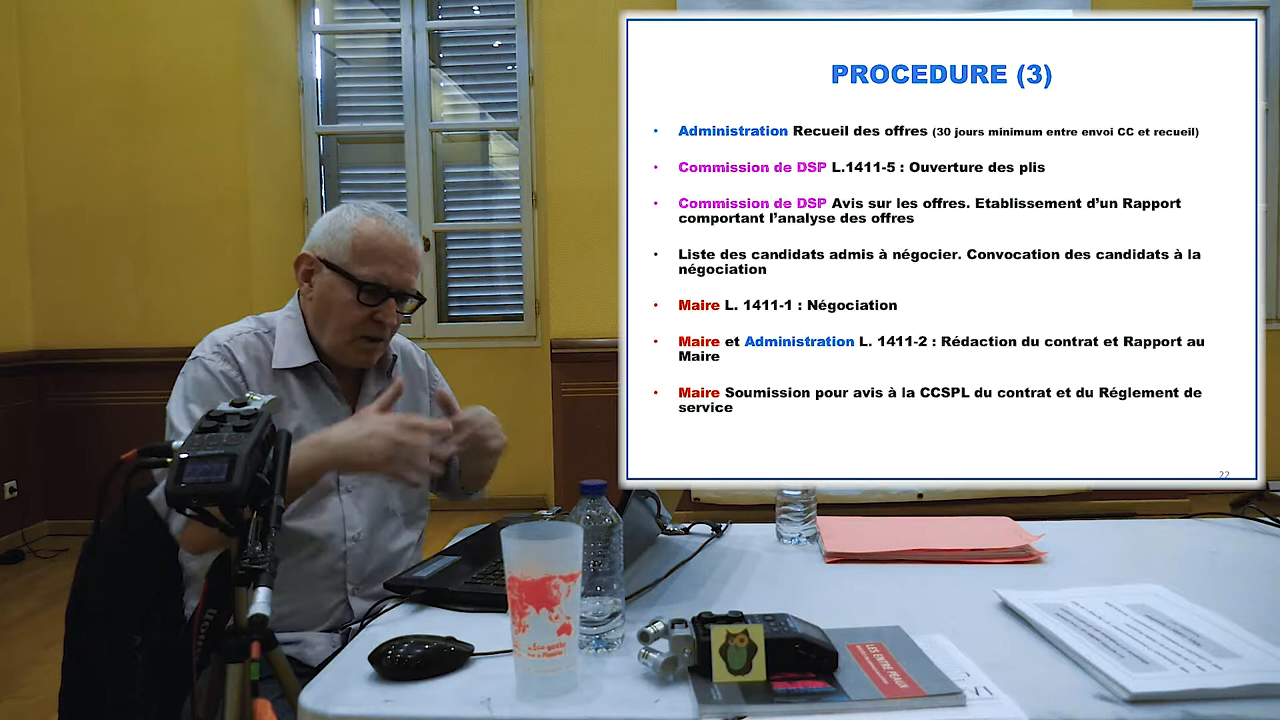 PROCEDURE (3)
• Administration Recueil des offres (30 jours minimum entre envoi CC et recueil)
• Commission de DSP L.1411-5 : Ouverture des plis
• Commission de DSP Avis sur les offres. Etablissement d’un Rapport
comportant l’analyse des offres
• Liste des candidats admis à négocier. Convocation des candidats à la
négociation
• Maire L. 1411-1 : Négociation
• Maire et Administration L. 1411-2 : Rédaction du contrat et Rapport au
Maire
• Maire Soumission pour avis à la CCSPL du contrat et du Réglement de
service
22
LES ENTRE-PEAUX